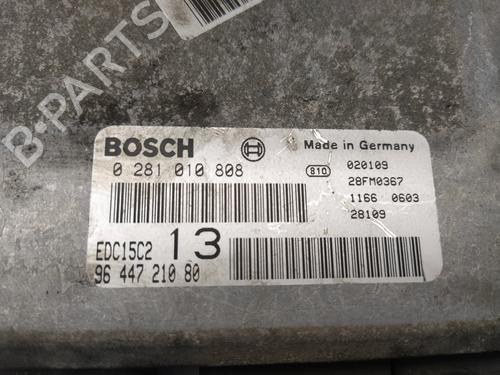 B-PARTS
BOSCH
Made in Germany
0 281 010 808
810
020109
28FM0367
1166 0603
28109
EDC15C2
13
96 447 210 80